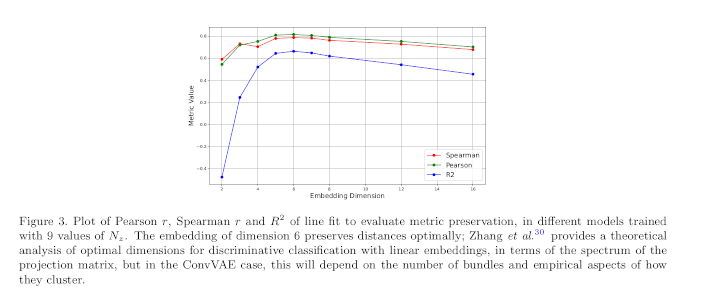 0.8
0.6
0.4
0.2
0.0
−0.2
−0.4
Metric Value
2 4 6 8 10 12 14 16
Embedding Dimension
Spearman
Pearson
R2
Figure 3. Plot of Pearson r, Spearman r and R² of line fit to evaluate metric preservation, in different models trained
with 9 values of N_z. The embedding of dimension 6 preserves distances optimally; Zhang et al.³⁰ provides a theoretical
analysis of optimal dimensions for discriminative classification with linear embeddings, in terms of the spectrum of the
projection matrix, but in the ConvVAE case, this will depend on the number of bundles and empirical aspects of how
they cluster.